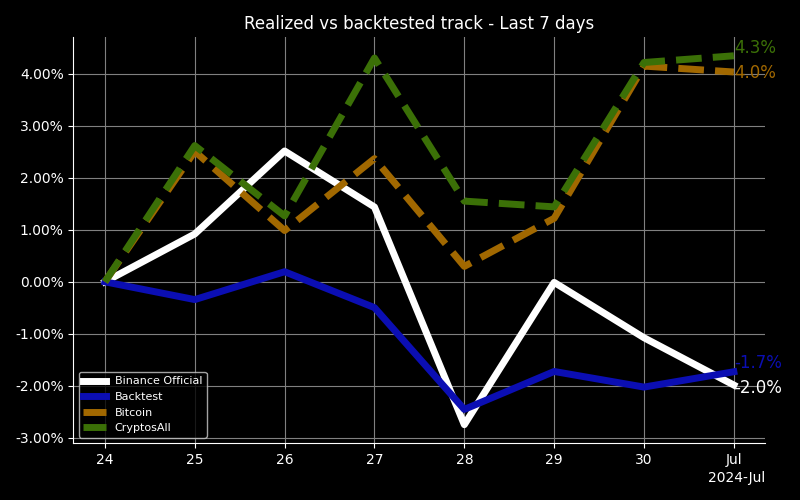 Realized vs backtested track - Last 7 days
4.00%
3.00%
2.00%
1.00%
0.00%
-1.00%
-2.00%
-3.00%
4.3%
4.0%
-1.7%
-2.0%
Binance Official
Backtest
Bitcoin
CryptosAll
24 25 26 27 28 29 30 Jul
2024-Jul